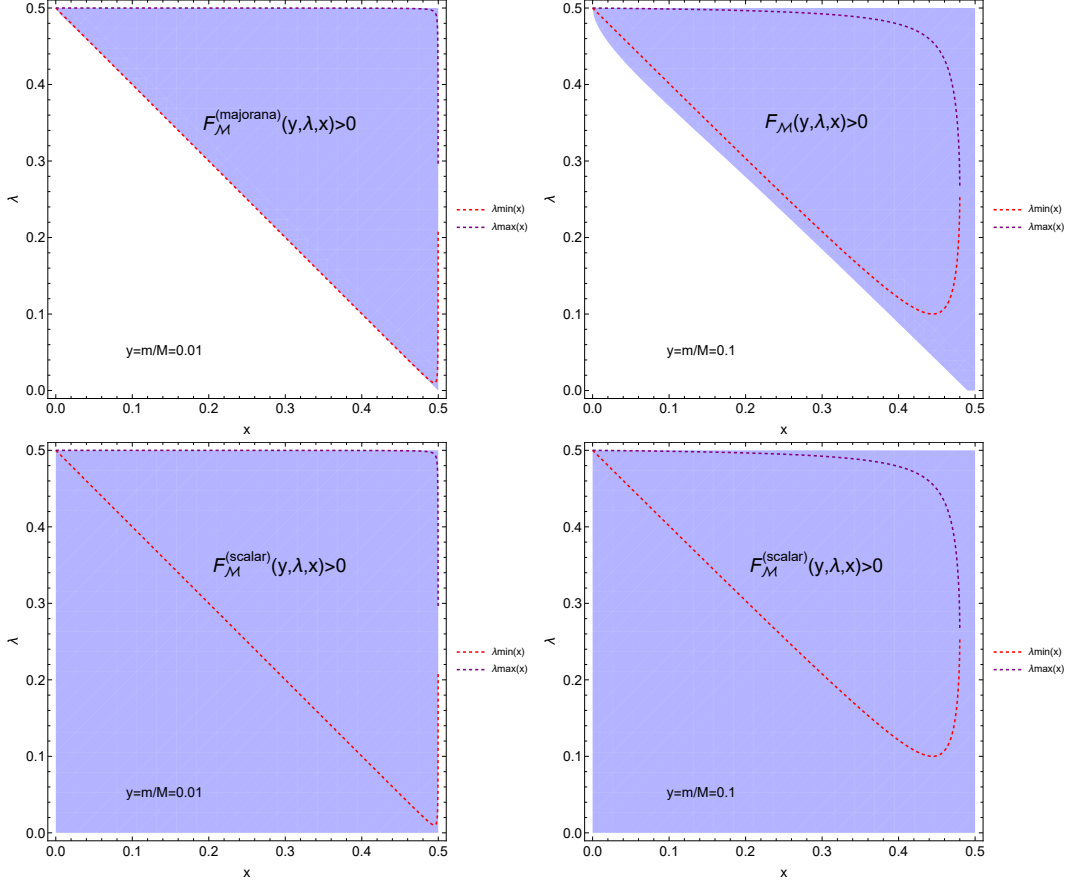 0.5
0.4
0.3
0.2
0.1
0.0
λ
F_M^(majorana)(y,λ,x)>0
y=m/M=0.01
0.0 0.1 0.2 0.3 0.4 0.5
x
λmin(x)
λmax(x)
0.5
0.4
0.3
0.2
0.1
0.0
λ
F_M(y,λ,x)>0
y=m/M=0.1
0.0 0.1 0.2 0.3 0.4 0.5
x
λmin(x)
λmax(x)
0.5
0.4
0.3
0.2
0.1
0.0
λ
F_M^(scalar)(y,λ,x)>0
y=m/M=0.01
0.0 0.1 0.2 0.3 0.4 0.5
x
λmin(x)
λmax(x)
0.5
0.4
0.3
0.2
0.1
0.0
λ
F_M^(scalar)(y,λ,x)>0
y=m/M=0.1
0.0 0.1 0.2 0.3 0.4 0.5
x
λmin(x)
λmax(x)